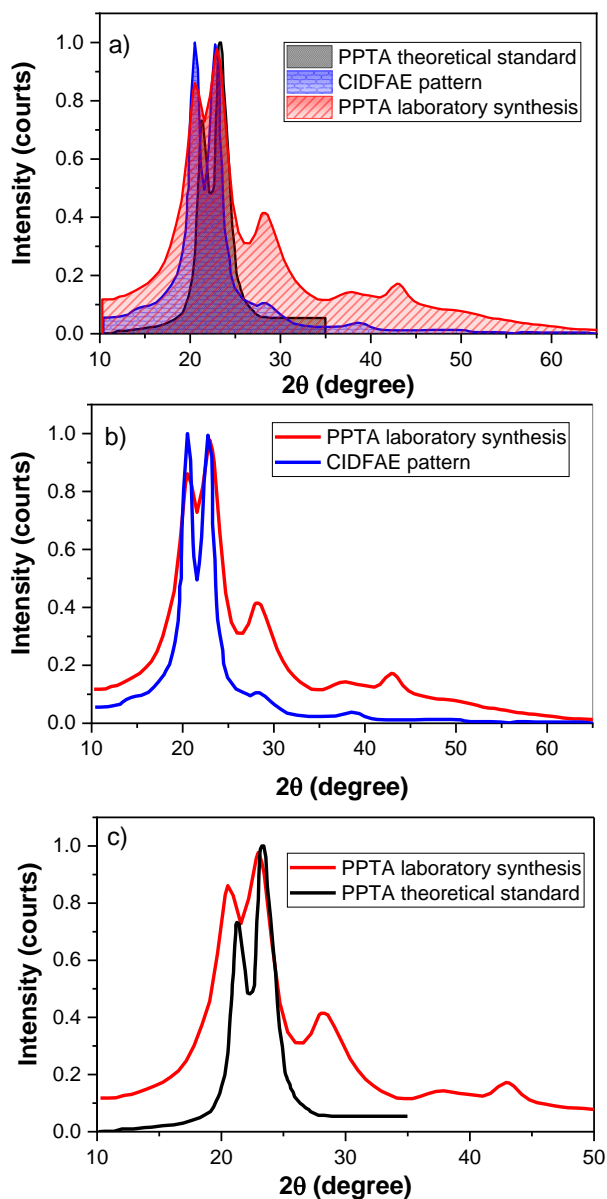 a)
PPTA theoretical standard
CIDFAE pattern
PPTA laboratory synthesis
Intensity (courts)
1.0
0.8
0.6
0.4
0.2
0.0
10 20 30 40 50 60
2θ (degree)
b)
PPTA laboratory synthesis
CIDFAE pattern
Intensity (courts)
1.0
0.8
0.6
0.4
0.2
0.0
10 20 30 40 50 60
2θ (degree)
c)
PPTA laboratory synthesis
PPTA theoretical standard
Intensity (courts)
1.0
0.8
0.6
0.4
0.2
0.0
10 20 30 40 50
2θ (degree)